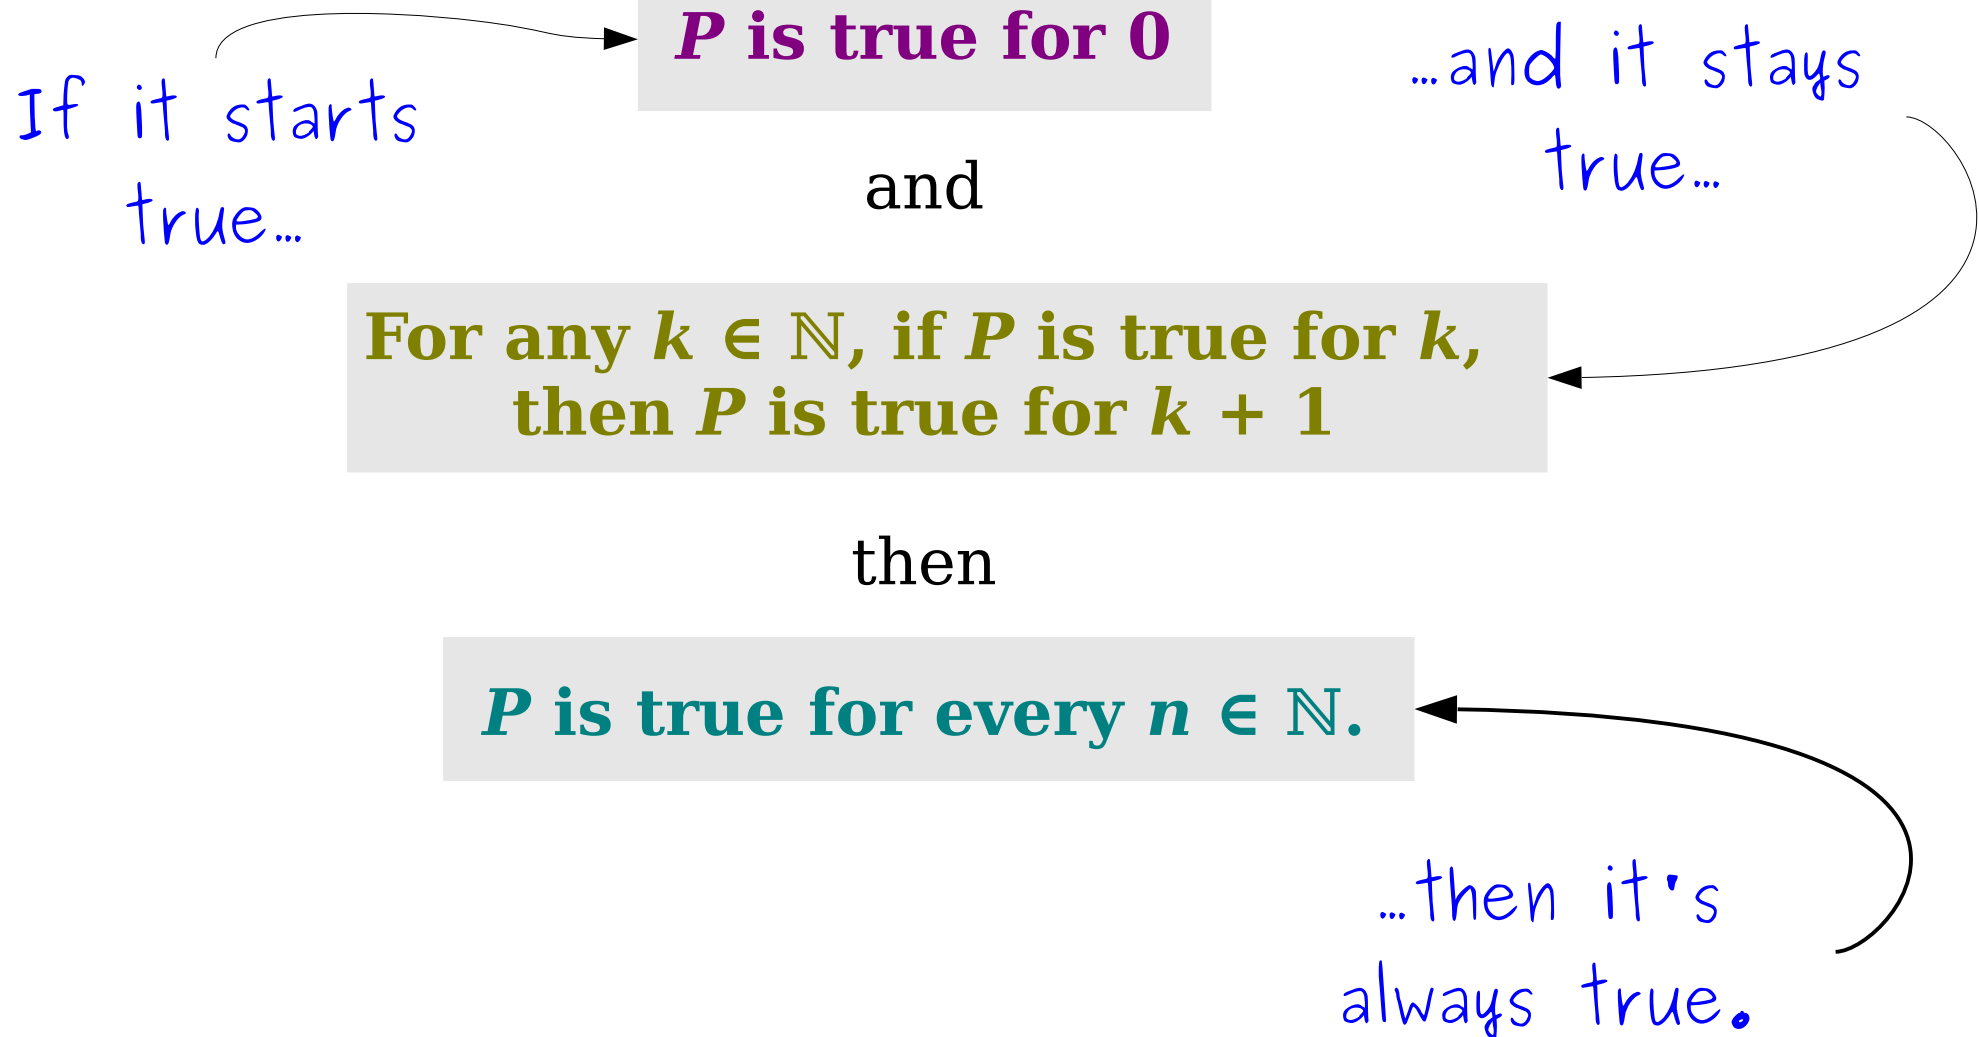 P is true for 0
If it starts
true…
…and it stays
true…
and
For any k ∈ ℕ, if P is true for k,
then P is true for k + 1
then
P is true for every n ∈ ℕ.
…then it's
always true.